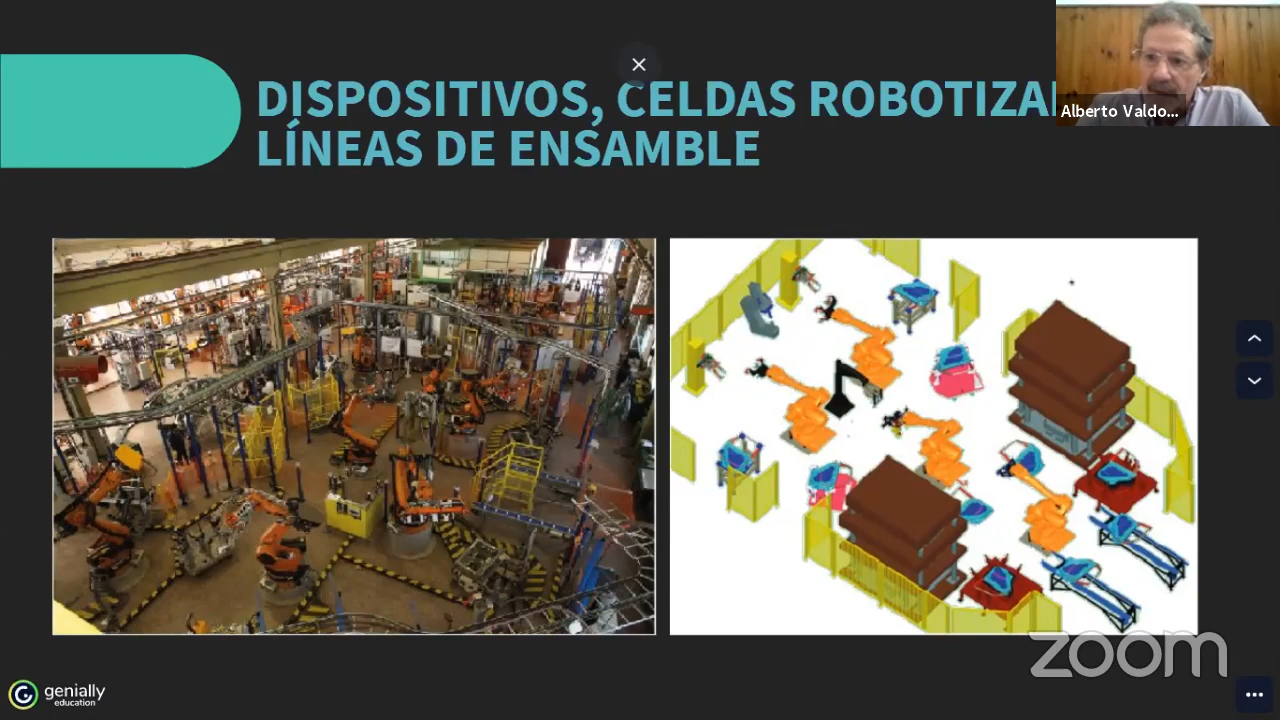 DISPOSITIVOS, CELDAS ROBOTIZA
LÍNEAS DE ENSAMBLE
Alberto Valdo...
zoom
genially
education